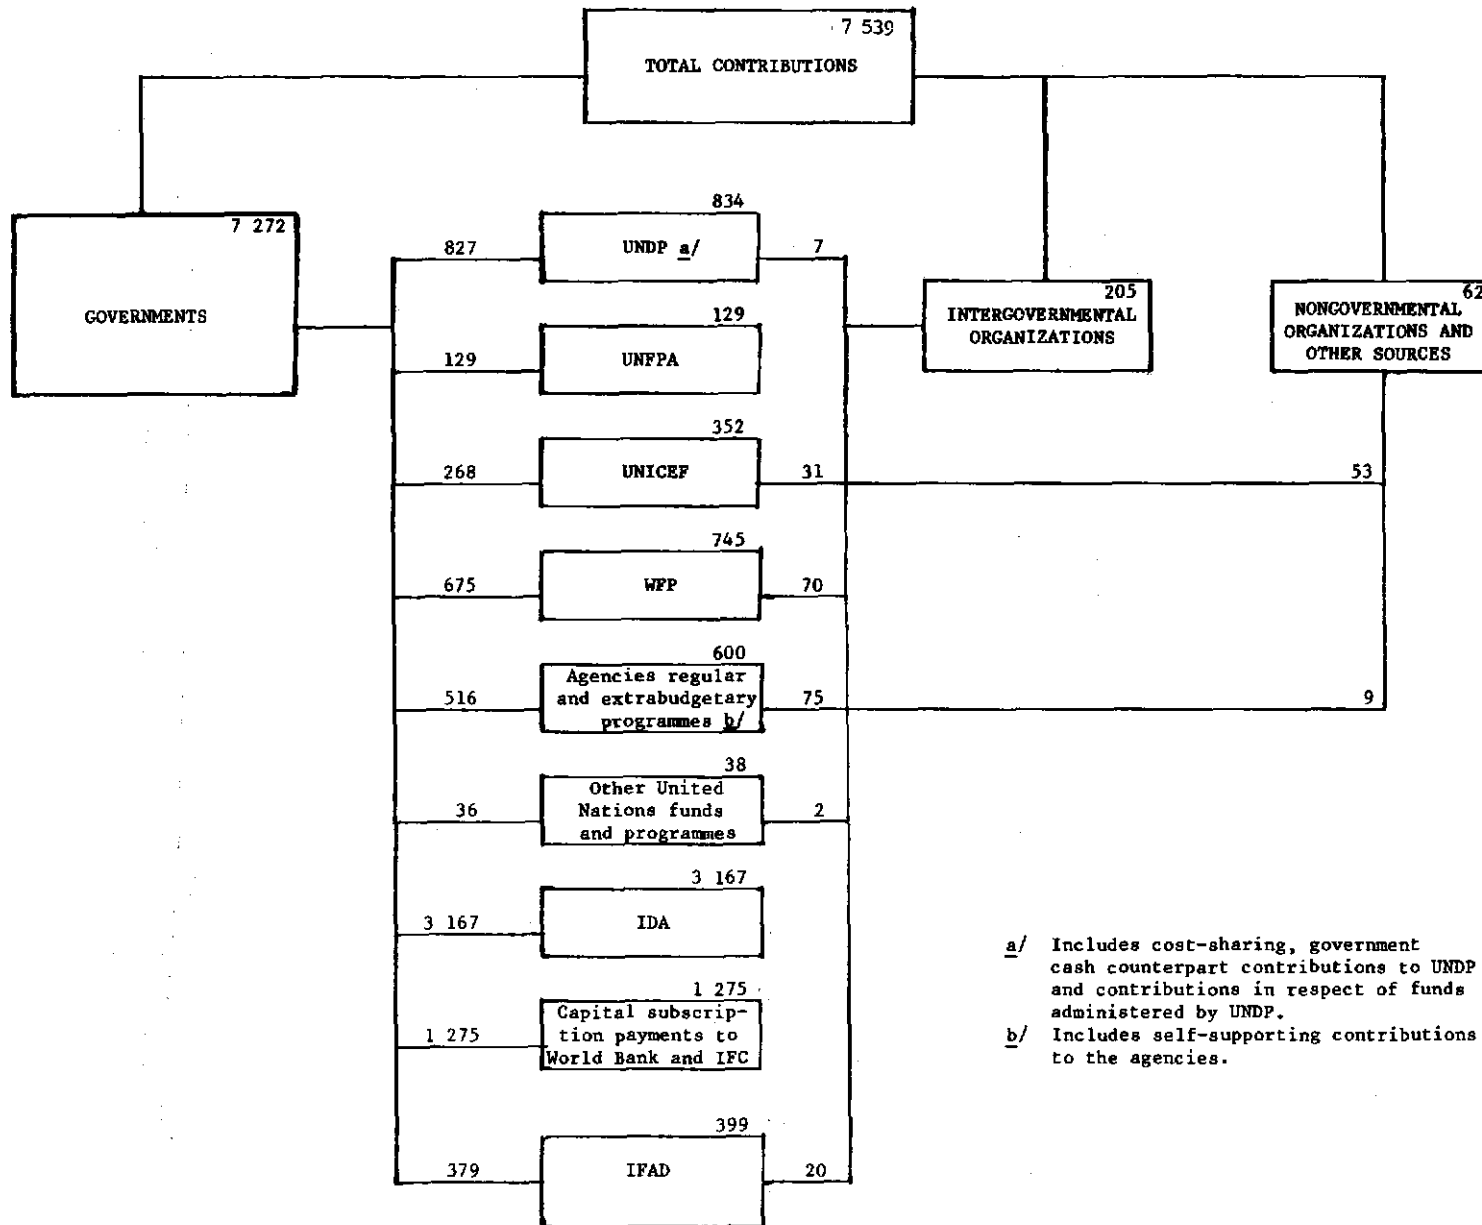 7 539
TOTAL CONTRIBUTIONS
7 272
GOVERNMENTS
834
827 UNDP a/ 7
205
INTERGOVERNMENTAL
ORGANIZATIONS
62
NONGOVERNMENTAL
ORGANIZATIONS AND
OTHER SOURCES
129
129 UNFPA
352
268 UNICEF 31 53
745
675 WFP 70
600
Agencies regular
516 and extrabudgetary 75 9
programmes b/
38
Other United
36 Nations funds 2
and programmes
3 167
3 167 IDA
1 275
Capital subscrip-
1 275 tion payments to
World Bank and IFC
399
379 IFAD 20
a/ Includes cost-sharing, government
cash counterpart contributions to UNDP
and contributions in respect of funds
administered by UNDP.
b/ Includes self-supporting contributions
to the agencies.